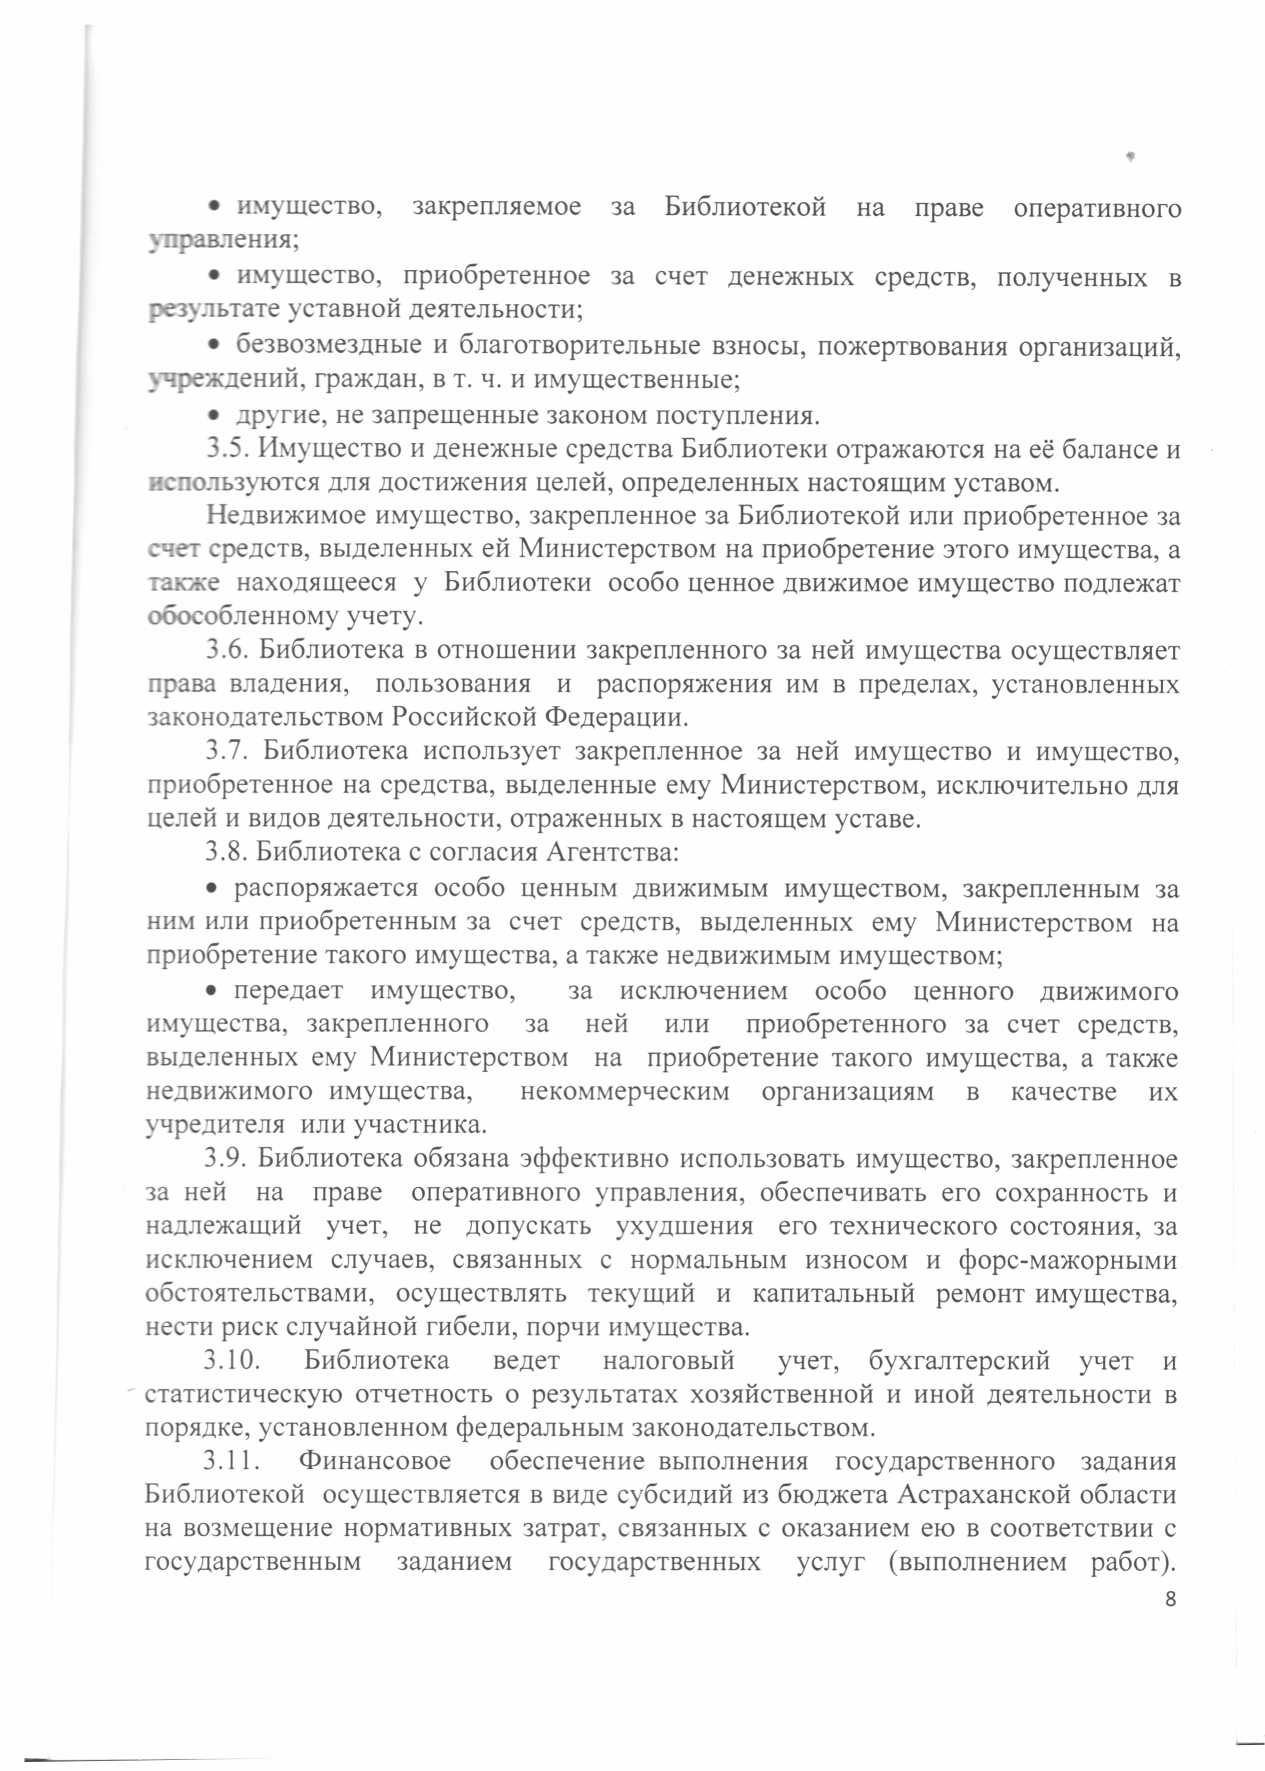 • имущество, закрепляемое за Библиотекой на праве оперативного
управления;
• имущество, приобретенное за счет денежных средств, полученных в
результате уставной деятельности;
• безвозмездные и благотворительные взносы, пожертвования организаций,
учреждений, граждан, в т. ч. и имущественные;
• другие, не запрещенные законом поступления.
3.5. Имущество и денежные средства Библиотеки отражаются на её балансе и
используются для достижения целей, определенных настоящим уставом.
Недвижимое имущество, закрепленное за Библиотекой или приобретенное за
счет средств, выделенных ей Министерством на приобретение этого имущества, а
также находящееся у Библиотеки особо ценное движимое имущество подлежат
обособленному учету.
3.6. Библиотека в отношении закрепленного за ней имущества осуществляет
права владения, пользования и распоряжения им в пределах, установленных
законодательством Российской Федерации.
3.7. Библиотека использует закрепленное за ней имущество и имущество,
приобретенное на средства, выделенные ему Министерством, исключительно для
целей и видов деятельности, отраженных в настоящем уставе.
3.8. Библиотека с согласия Агентства:
• распоряжается особо ценным движимым имуществом, закрепленным за
ним или приобретенным за счет средств, выделенных ему Министерством на
приобретение такого имущества, а также недвижимым имуществом;
• передает имущество, за исключением особо ценного движимого
имущества, закрепленного за ней или приобретенного за счет средств,
выделенных ему Министерством на приобретение такого имущества, а также
недвижимого имущества, некоммерческим организациям в качестве их
учредителя или участника.
3.9. Библиотека обязана эффективно использовать имущество, закрепленное
за ней на праве оперативного управления, обеспечивать его сохранность и
надлежащий учет, не допускать ухудшения его технического состояния, за
исключением случаев, связанных с нормальным износом и форс-мажорными
обстоятельствами, осуществлять текущий и капитальный ремонт имущества,
нести риск случайной гибели, порчи имущества.
3.10. Библиотека ведет налоговый учет, бухгалтерский учет и
статистическую отчетность о результатах хозяйственной и иной деятельности в
порядке, установленном федеральным законодательством.
3.11. Финансовое обеспечение выполнения государственного задания
Библиотекой осуществляется в виде субсидий из бюджета Астраханской области
на возмещение нормативных затрат, связанных с оказанием ею в соответствии с
государственным заданием государственных услуг (выполнением работ).
8